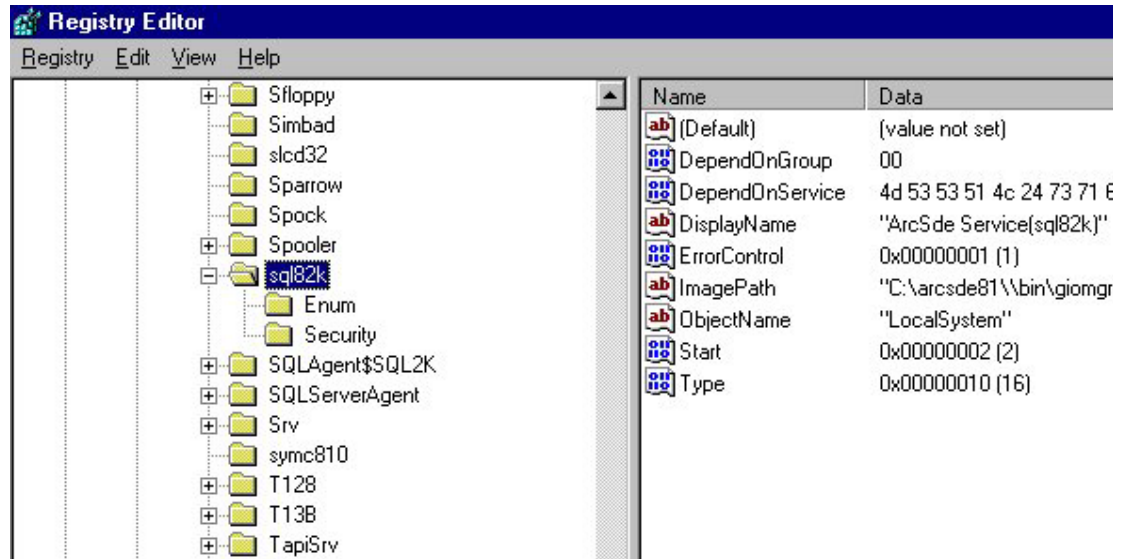 Registry Editor
Registry Edit View Help
Sfloppy
Simbad
slcd32
Sparrow
Spock
Spooler
sql82k
Enum
Security
SQLAgent$SQL2K
SQLServerAgent
Srv
symc810
T128
T13B
TapiSrv
Name Data
(Default) (value not set)
DependOnGroup 00
DependOnService 4d 53 53 51 4c 24 73 71 6
DisplayName "ArcSde Service(sql82k)"
ErrorControl 0x00000001 (1)
ImagePath "C:\arcsde81\\bin\giomgr
ObjectName "LocalSystem"
Start 0x00000002 (2)
Type 0x00000010 (16)